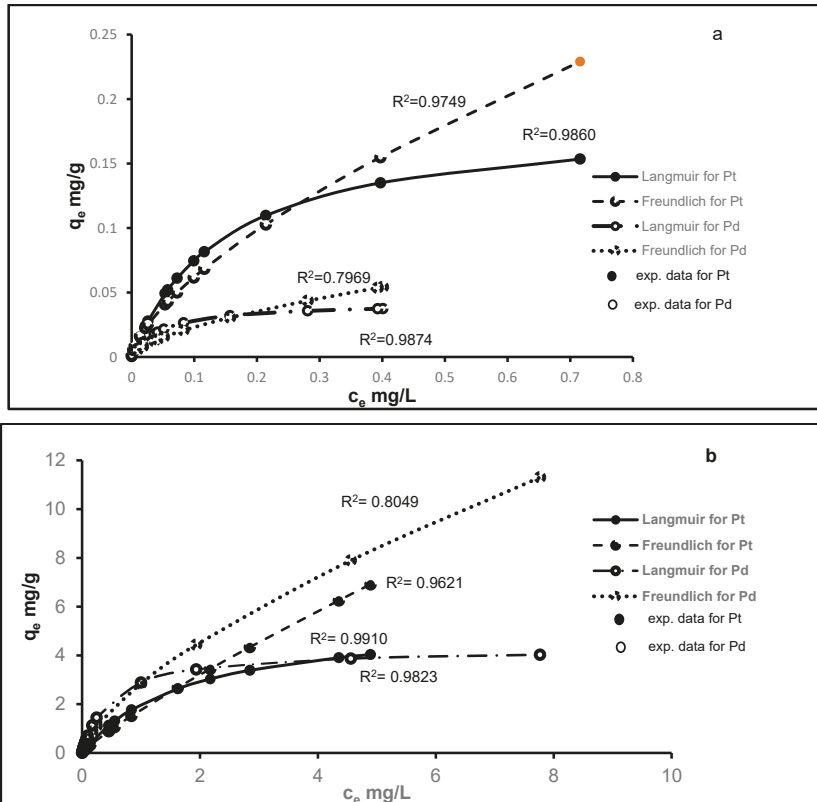 a
0.25
0.2
0.15
0.1
0.05
0
q_e mg/g
R²=0.9749
R²=0.9860
R²=0.7969
R²=0.9874
Langmuir for Pt
Freundlich for Pt
Langmuir for Pd
Freundlich for Pd
exp. data for Pt
exp. data for Pd
0 0.1 0.2 0.3 0.4 0.5 0.6 0.7 0.8
c_e mg/L
b
12
10
8
6
4
2
0
q_e mg/g
R²= 0.8049
R²= 0.9621
R²= 0.9910
R²= 0.9823
Langmuir for Pt
Freundlich for Pt
Langmuir for Pd
Freundlich for Pd
exp. data for Pt
exp. data for Pd
0 2 4 6 8 10
c_e mg/L